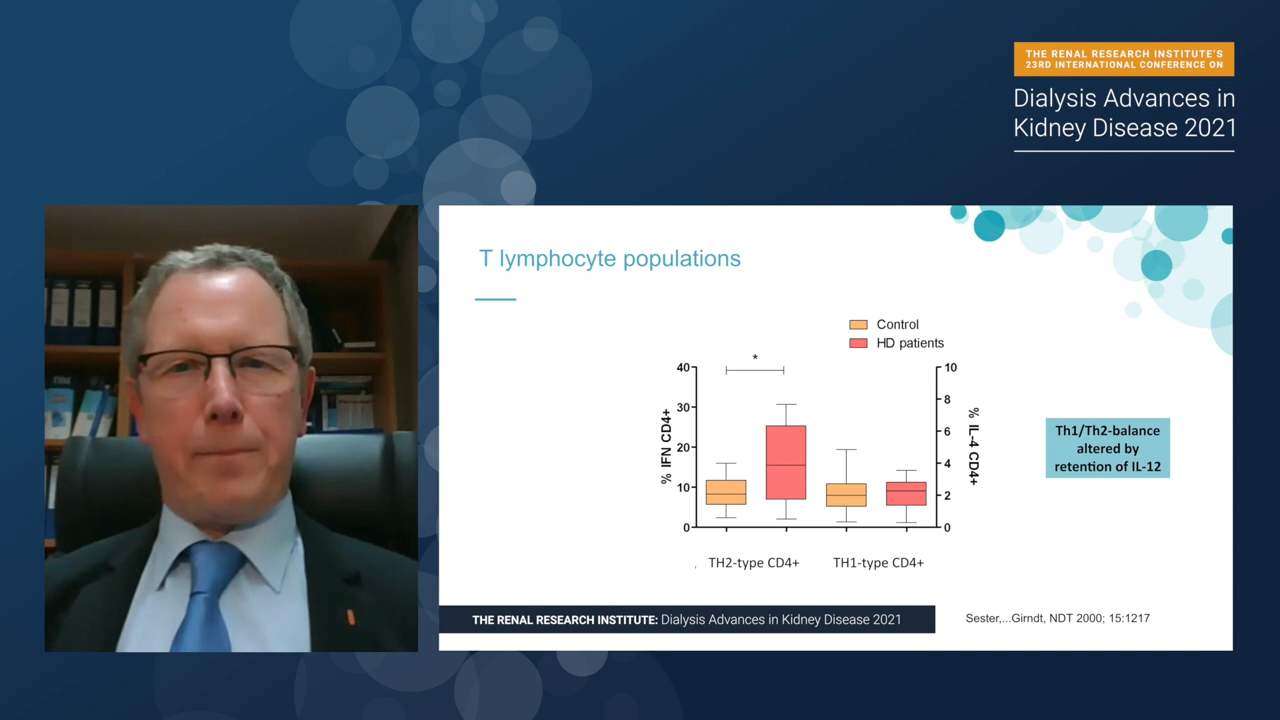 THE RENAL RESEARCH INSTITUTE'S
23RD INTERNATIONAL CONFERENCE ON
Dialysis Advances in
Kidney Disease 2021
T lymphocyte populations
Control
HD patients
*
40
30
20
10
0
% IFN CD4+
10
8
6
4
2
0
% IL-4 CD4+
TH2-type CD4+
TH1-type CD4+
Th1/Th2-balance
altered by
retention of IL-12
THE RENAL RESEARCH INSTITUTE: Dialysis Advances in Kidney Disease 2021
Sester,...Girndt, NDT 2000; 15:1217